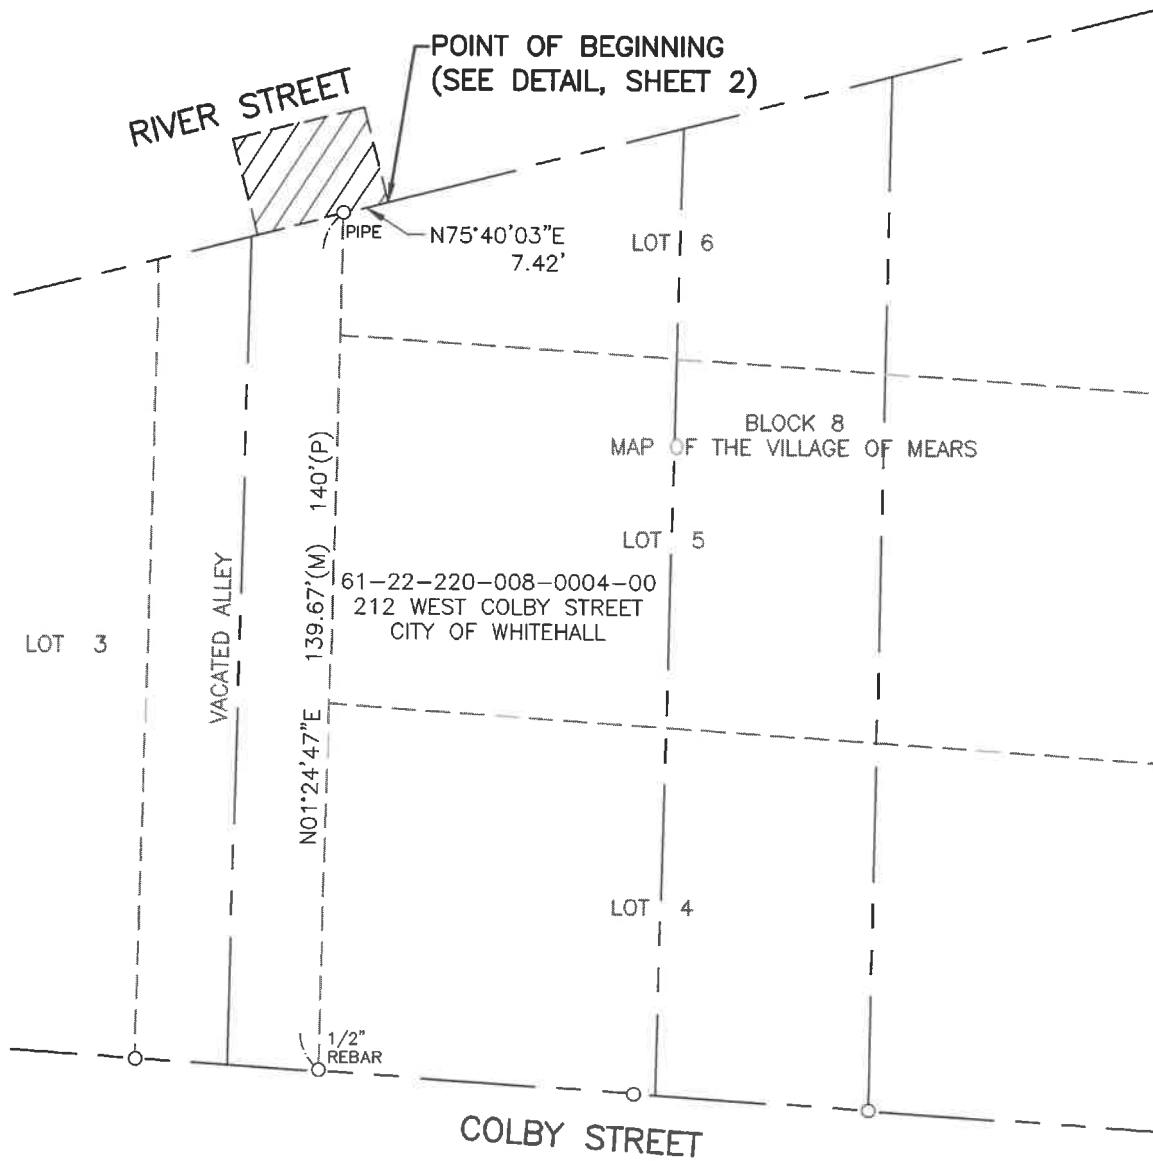 POINT OF BEGINNING
(SEE DETAIL, SHEET 2)
RIVER STREET
PIPE
N75°40'03"E
7.42'
LOT 6
BLOCK 8
MAP OF THE VILLAGE OF MEARS
LOT 5
61-22-220-008-0004-00
212 WEST COLBY STREET
CITY OF WHITEHALL
N01°24'47"E 139.67'(M) 140'(P)
VACATED ALLEY
LOT 3
LOT 4
1/2"
REBAR
COLBY STREET